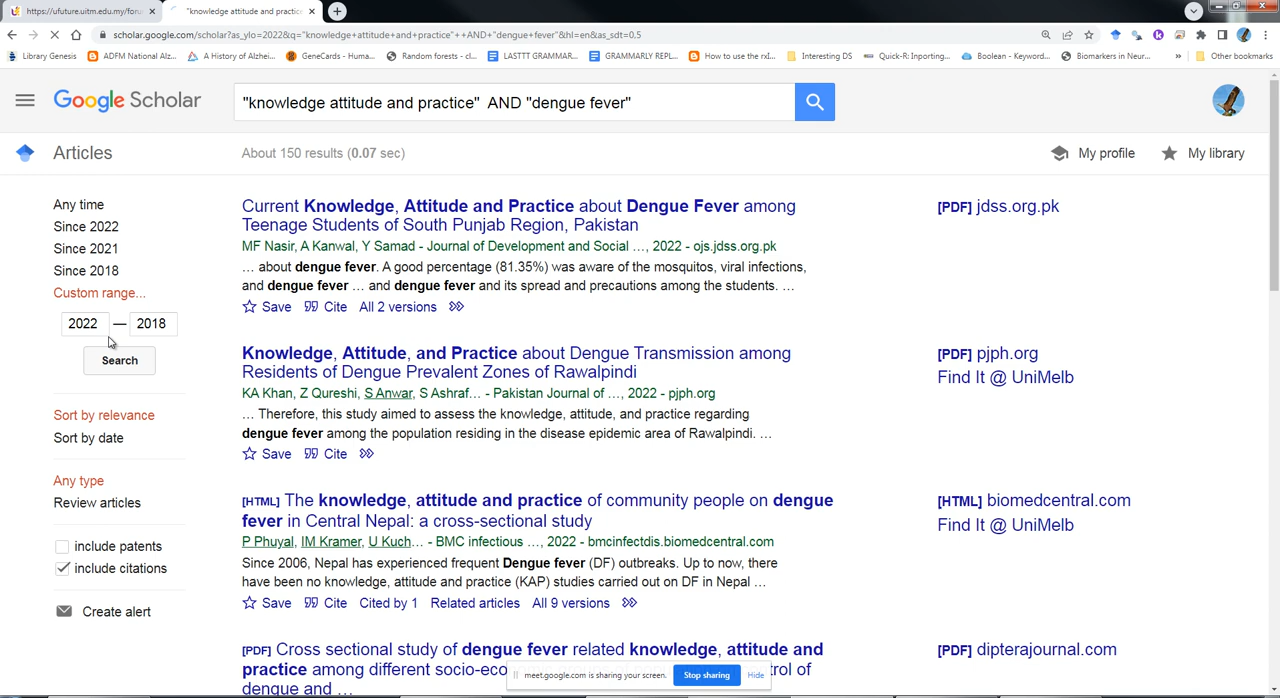 https://ufuture.uitm.edu.my/foru
"knowledge attitude and practice
scholar.google.com/scholar?as_ylo=2022&q="knowledge+attitude+and+practice"++AND+"dengue fever"&hl=en&as_sdt=0,5
Library Genesis
ADFM National Alz...
A History of Alzhei...
GeneCards - Huma...
Random forests - cl...
LASTTT GRAMMAR...
GRAMMARLY REPL...
How to use the rxl...
Interesting DS
Quick-R: Inporting...
Boolean - Keyword...
Biomarkers in Neur...
»
Other bookmarks
Google Scholar
"knowledge attitude and practice"  AND "dengue fever"
Articles
About 150 results (0.07 sec)
My profile
My library
Any time
Since 2022
Since 2021
Since 2018
Custom range...
2022 — 2018
Search
Sort by relevance
Sort by date
Any type
Review articles
include patents
include citations
Create alert
Current Knowledge, Attitude and Practice about Dengue Fever among
Teenage Students of South Punjab Region, Pakistan
MF Nasir, A Kanwal, Y Samad - Journal of Development and Social …, 2022 - ojs.jdss.org.pk
… about dengue fever. A good percentage (81.35%) was aware of the mosquitos, viral infections,
and dengue fever … and dengue fever and its spread and precautions among the students. …
Save Cite All 2 versions
[PDF] jdss.org.pk
Knowledge, Attitude, and Practice about Dengue Transmission among
Residents of Dengue Prevalent Zones of Rawalpindi
KA Khan, Z Qureshi, S Anwar, S Ashraf… - Pakistan Journal of …, 2022 - pjph.org
… Therefore, this study aimed to assess the knowledge, attitude, and practice regarding
dengue fever among the population residing in the disease epidemic area of Rawalpindi. …
Save Cite
[PDF] pjph.org
Find It @ UniMelb
[HTML] The knowledge, attitude and practice of community people on dengue
fever in Central Nepal: a cross-sectional study
P Phuyal, IM Kramer, U Kuch… - BMC infectious …, 2022 - bmcinfectdis.biomedcentral.com
Since 2006, Nepal has experienced frequent Dengue fever (DF) outbreaks. Up to now, there
have been no knowledge, attitude and practice (KAP) studies carried out on DF in Nepal …
Save Cite Cited by 1 Related articles All 9 versions
[HTML] biomedcentral.com
Find It @ UniMelb
[PDF] Cross sectional study of dengue fever related knowledge, attitude and
practice among different socio-eco trol of
dengue and …
[PDF] dipterajournal.com
meet.google.com is sharing your screen.
Stop sharing
Hide